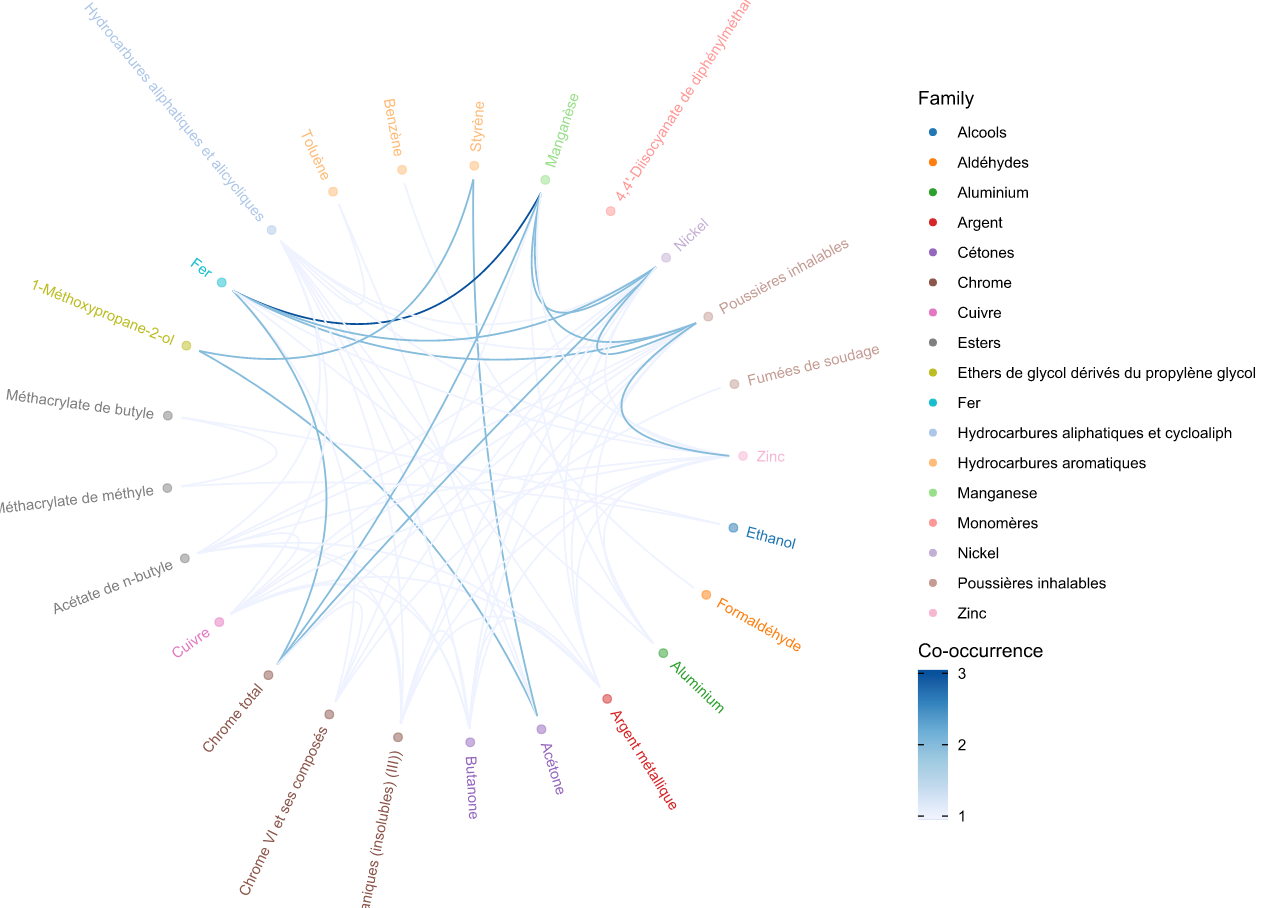 Hydrocarbures aliphatiques et alicycliques
Toluène
Benzène
Styrène
Manganèse
4,4'-Diisocyanate de diphénylméthan
Nickel
Poussières inhalables
Fumées de soudage
Zinc
Ethanol
Formaldéhyde
Aluminium
Argent métallique
Acétone
Butanone
aniques (insolubles) (III))
Chrome VI et ses composés
Chrome total
Cuivre
Acétate de n-butyle
Méthacrylate de méthyle
Méthacrylate de butyle
1-Méthoxypropane-2-ol
Fer
Family
Alcools
Aldéhydes
Aluminium
Argent
Cétones
Chrome
Cuivre
Esters
Ethers de glycol dérivés du propylène glycol
Fer
Hydrocarbures aliphatiques et cycloaliph
Hydrocarbures aromatiques
Manganese
Monomères
Nickel
Poussières inhalables
Zinc
Co-occurrence
3
2
1